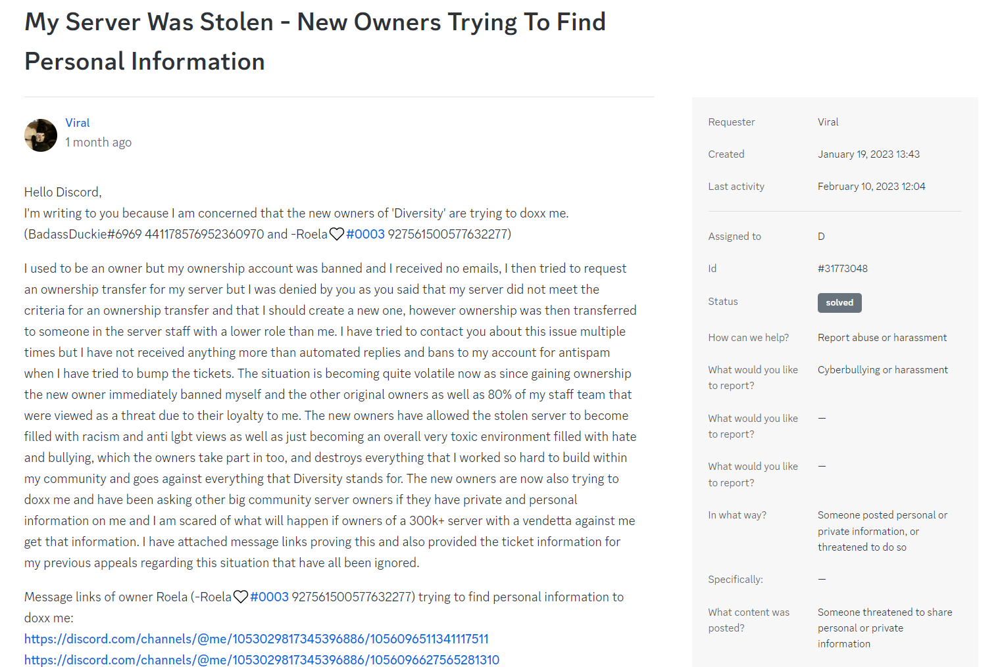 My Server Was Stolen - New Owners Trying To Find
Personal Information
Viral
1 month ago
Hello Discord,
I'm writing to you because I am concerned that the new owners of 'Diversity' are trying to doxx me.
(BadassDuckie#6969 441178576952360970 and -Roela♡#0003 927561500577632277)
I used to be an owner but my ownership account was banned and I received no emails, I then tried to request
an ownership transfer for my server but I was denied by you as you said that my server did not meet the
criteria for an ownership transfer and that I should create a new one, however ownership was then transferred
to someone in the server staff with a lower role than me. I have tried to contact you about this issue multiple
times but I have not received anything more than automated replies and bans to my account for antispam
when I have tried to bump the tickets. The situation is becoming quite volatile now as since gaining ownership
the new owner immediately banned myself and the other original owners as well as 80% of my staff team that
were viewed as a threat due to their loyalty to me. The new owners have allowed the stolen server to become
filled with racism and anti lgbt views as well as just becoming an overall very toxic environment filled with hate
and bullying, which the owners take part in too, and destroys everything that I worked so hard to build within
my community and goes against everything that Diversity stands for. The new owners are now also trying to
doxx me and have been asking other big community server owners if they have private and personal
information on me and I am scared of what will happen if owners of a 300k+ server with a vendetta against me
get that information. I have attached message links proving this and also provided the ticket information for
my previous appeals regarding this situation that have all been ignored.
Message links of owner Roela (-Roela♡#0003 927561500577632277) trying to find personal information to
doxx me:
https://discord.com/channels/@me/1053029817345396886/1056096511341117511
https://discord.com/channels/@me/1053029817345396886/1056096627565281310
Requester Viral
Created January 19, 2023 13:43
Last activity February 10, 2023 12:04
Assigned to D
Id #31773048
Status solved
How can we help? Report abuse or harassment
What would you like Cyberbullying or harassment
to report?
What would you like —
to report?
What would you like —
to report?
In what way? Someone posted personal or
private information, or
threatened to do so
Specifically: —
What content was Someone threatened to share
posted? personal or private
information